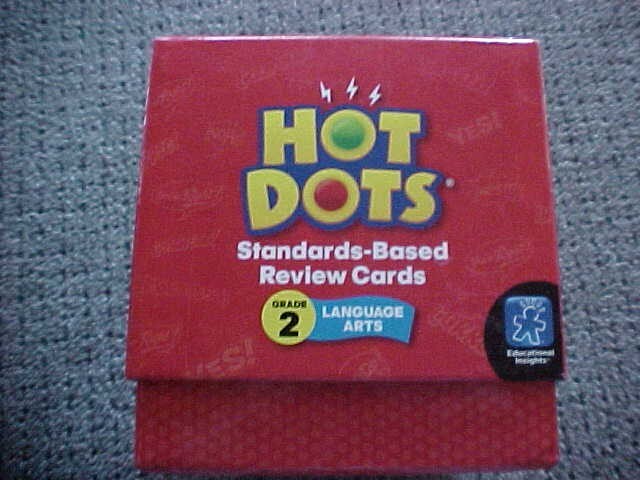 HOT
DOTS®
Standards-Based
Review Cards
GRADE
2
LANGUAGE
ARTS
Educational
Insights
YES!
YES!